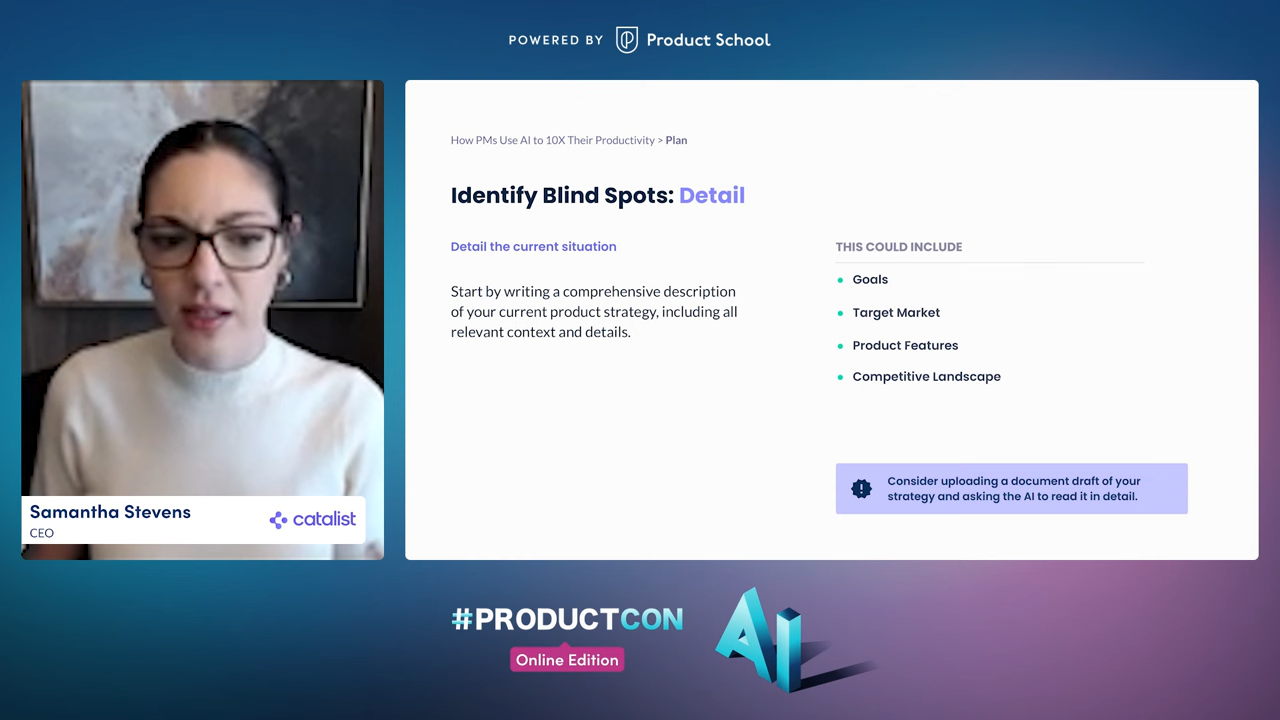 POWERED BY Product School
How PMs Use AI to 10X Their Productivity > Plan
Identify Blind Spots: Detail
Detail the current situation
Start by writing a comprehensive description
of your current product strategy, including all
relevant context and details.
THIS COULD INCLUDE
Goals
Target Market
Product Features
Competitive Landscape
Consider uploading a document draft of your
strategy and asking the AI to read it in detail.
Samantha Stevens
CEO
catalist
#PRODUCTCON
Online Edition
AI